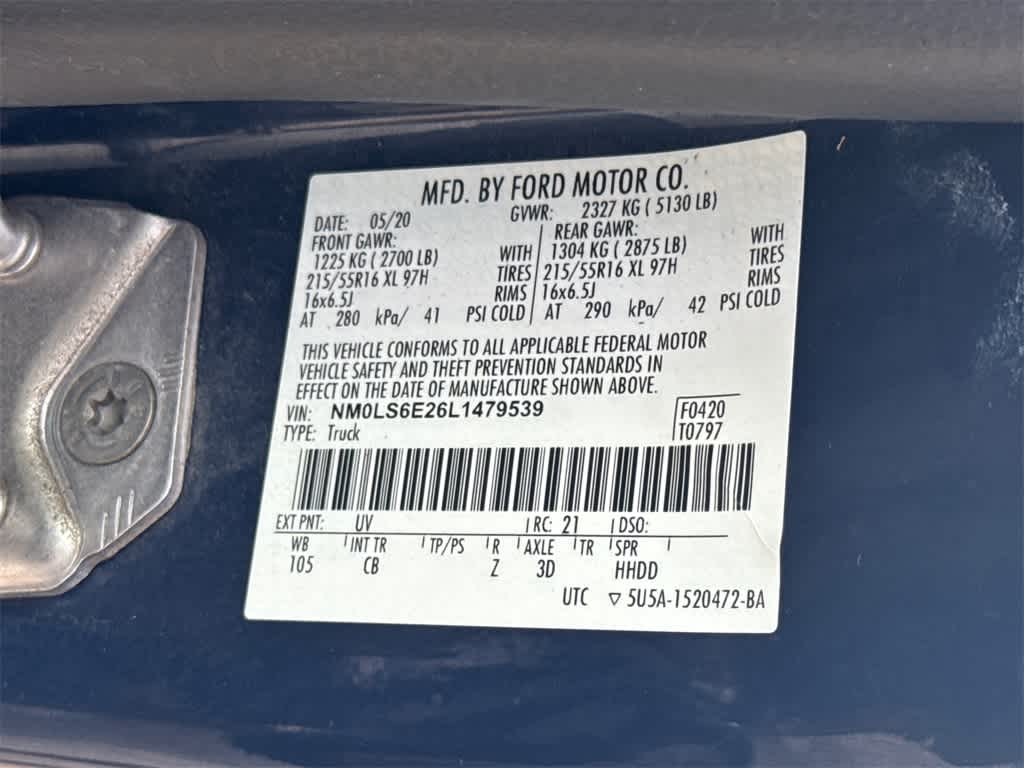 MFD. BY FORD MOTOR CO.
DATE: 05/20 GVWR: 2327 KG ( 5130 LB)
FRONT GAWR: REAR GAWR:
1225 KG ( 2700 LB) WITH 1304 KG ( 2875 LB) WITH
215/55R16 XL 97H TIRES 215/55R16 XL 97H TIRES
16x6.5J RIMS 16x6.5J RIMS
AT 280 kPa/ 41 PSI COLD AT 290 kPa/ 42 PSI COLD
THIS VEHICLE CONFORMS TO ALL APPLICABLE FEDERAL MOTOR
VEHICLE SAFETY AND THEFT PREVENTION STANDARDS IN
EFFECT ON THE DATE OF MANUFACTURE SHOWN ABOVE.
VIN: NM0LS6E26L1479539 F0420
TYPE: Truck T0797
EXT PNT: UV RC: 21 DSO:
WB INT TR TP/PS R AXLE TR SPR
105 CB Z 3D HHDD
UTC ▽ 5U5A-1520472-BA